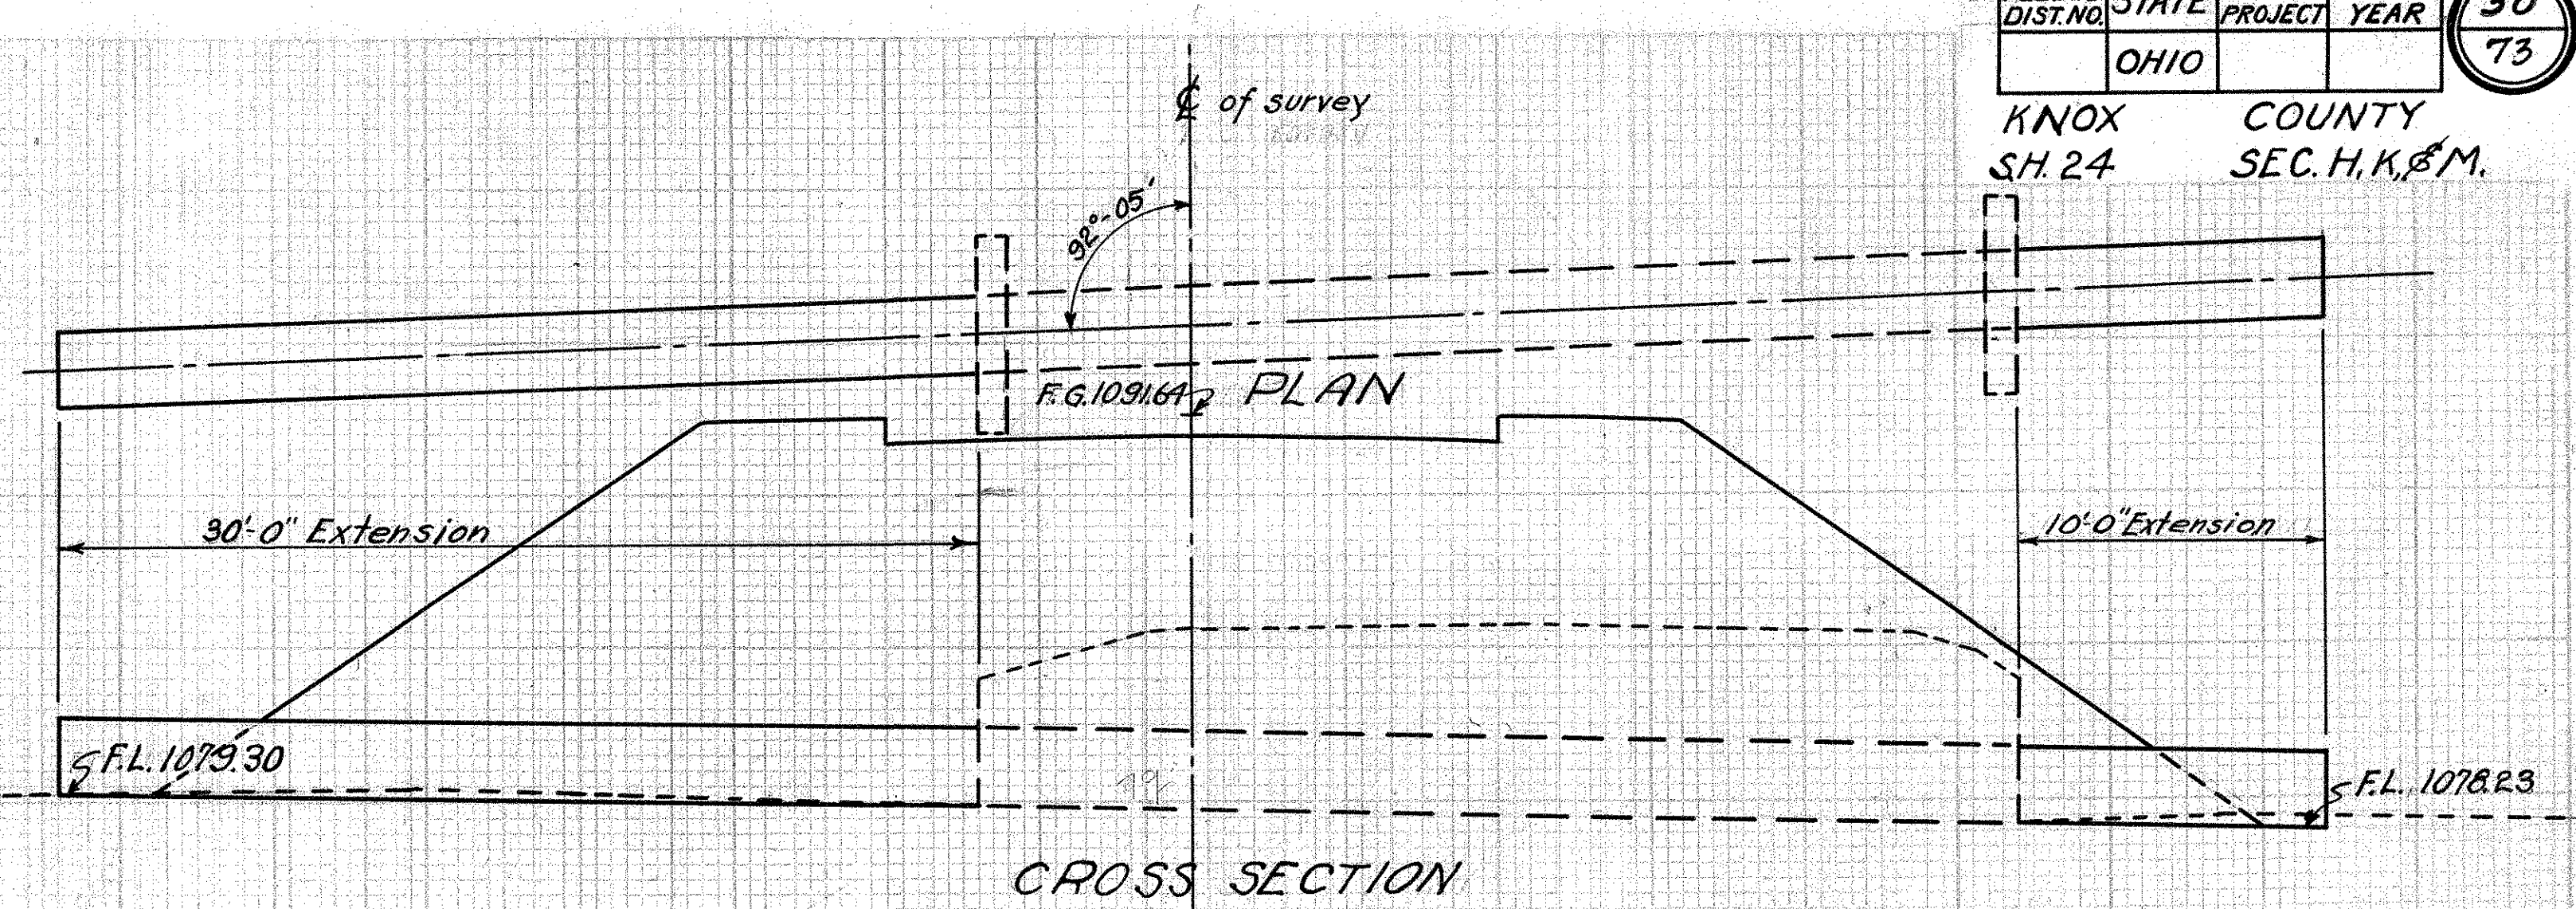 DIST. NO. STATE PROJECT YEAR
OHIO
30
73
KNOX COUNTY
S.H. 24 SEC. H, K, & M.
℄ of survey
92°-05'
F.G. 1091.64
PLAN
30'-0" Extension
10'-0" Extension
F.L. 1079.30
F.L. 1078.23
CROSS SECTION